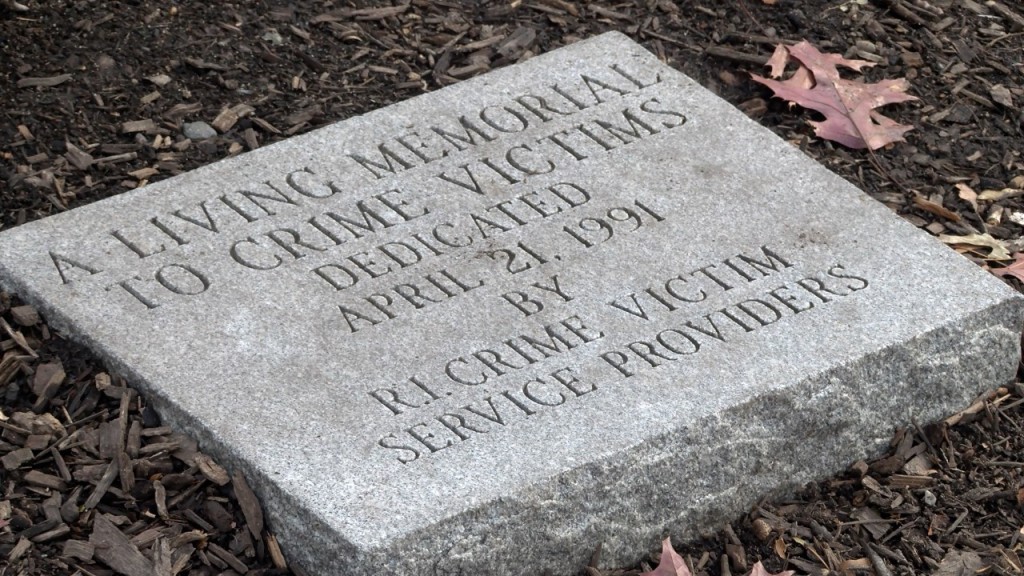 A LIVING MEMORIAL
TO CRIME VICTIMS
DEDICATED
APRIL 21, 1991
BY
R.I. CRIME VICTIM
SERVICE PROVIDERS